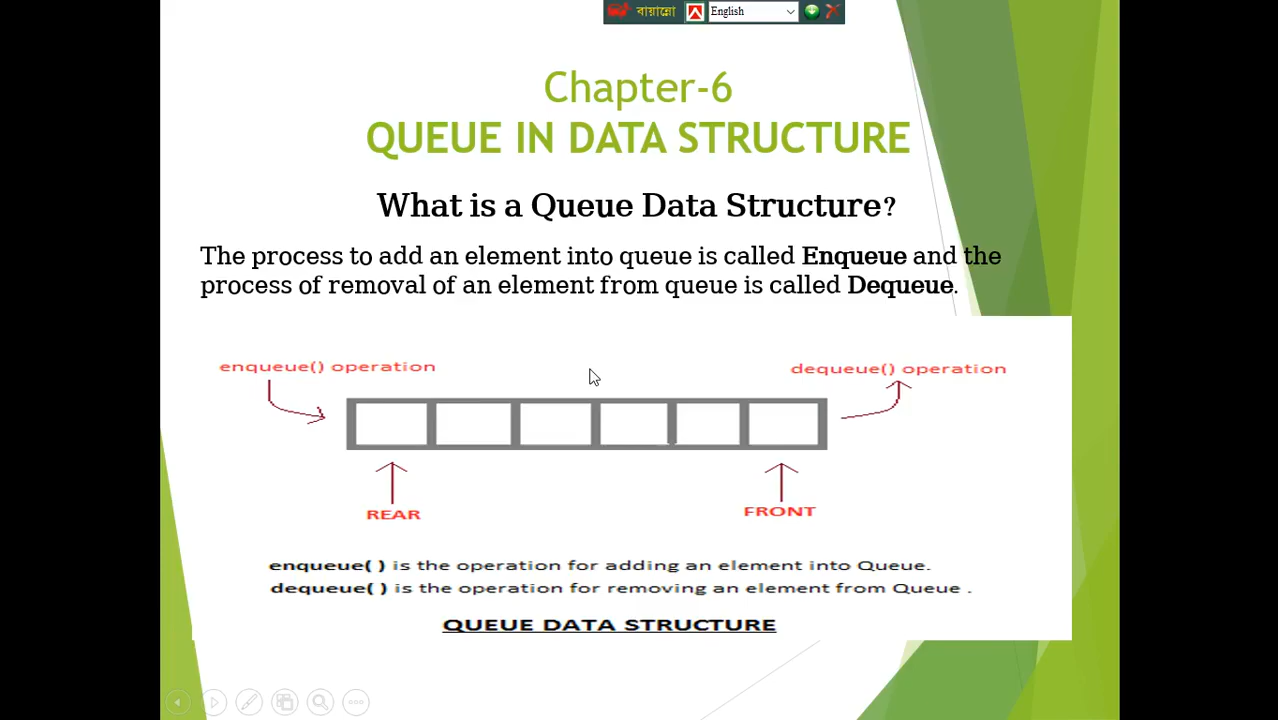 বায়ান্নো English
Chapter-6
QUEUE IN DATA STRUCTURE
What is a Queue Data Structure?
The process to add an element into queue is called Enqueue and the
process of removal of an element from queue is called Dequeue.
enqueue() operation
dequeue() operation
REAR
FRONT
enqueue( ) is the operation for adding an element into Queue.
dequeue( ) is the operation for removing an element from Queue .
QUEUE DATA STRUCTURE